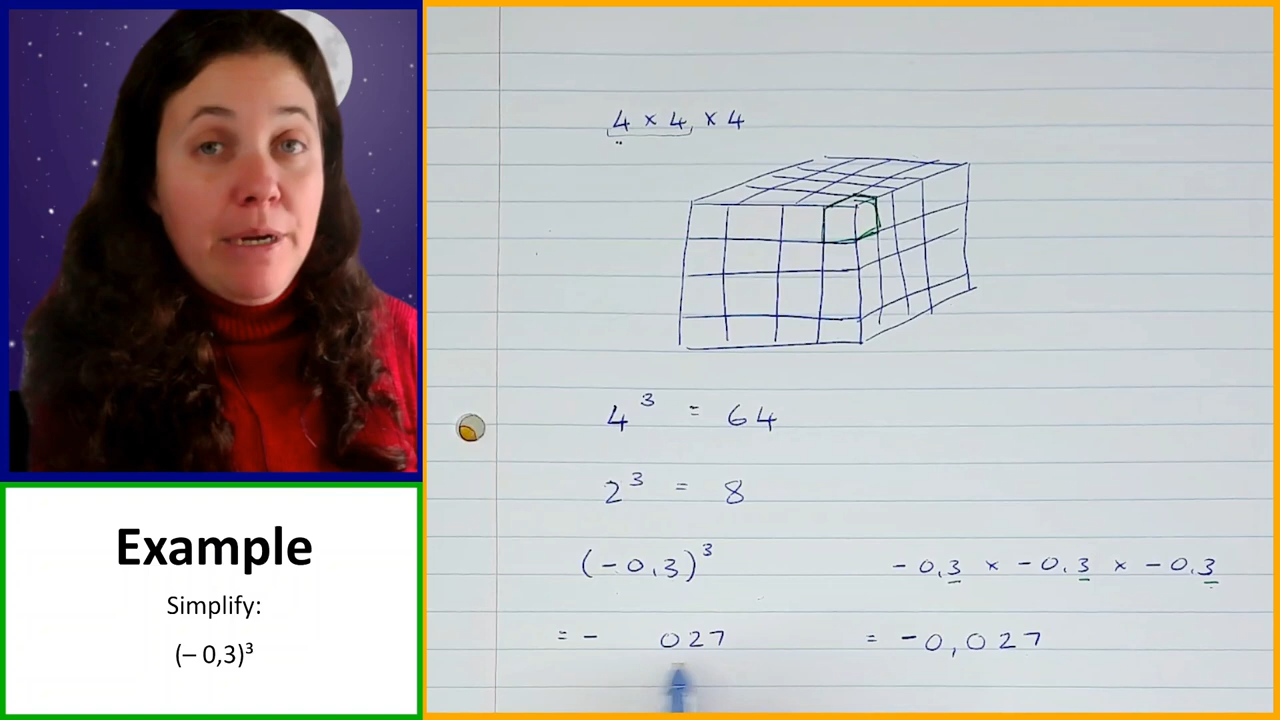 4 × 4 × 4
4³ = 64
2³ = 8
(-0,3)³
-0,3 × -0.3 × -0.3
= - 027
= -0,027
Example
Simplify:
(– 0,3)³